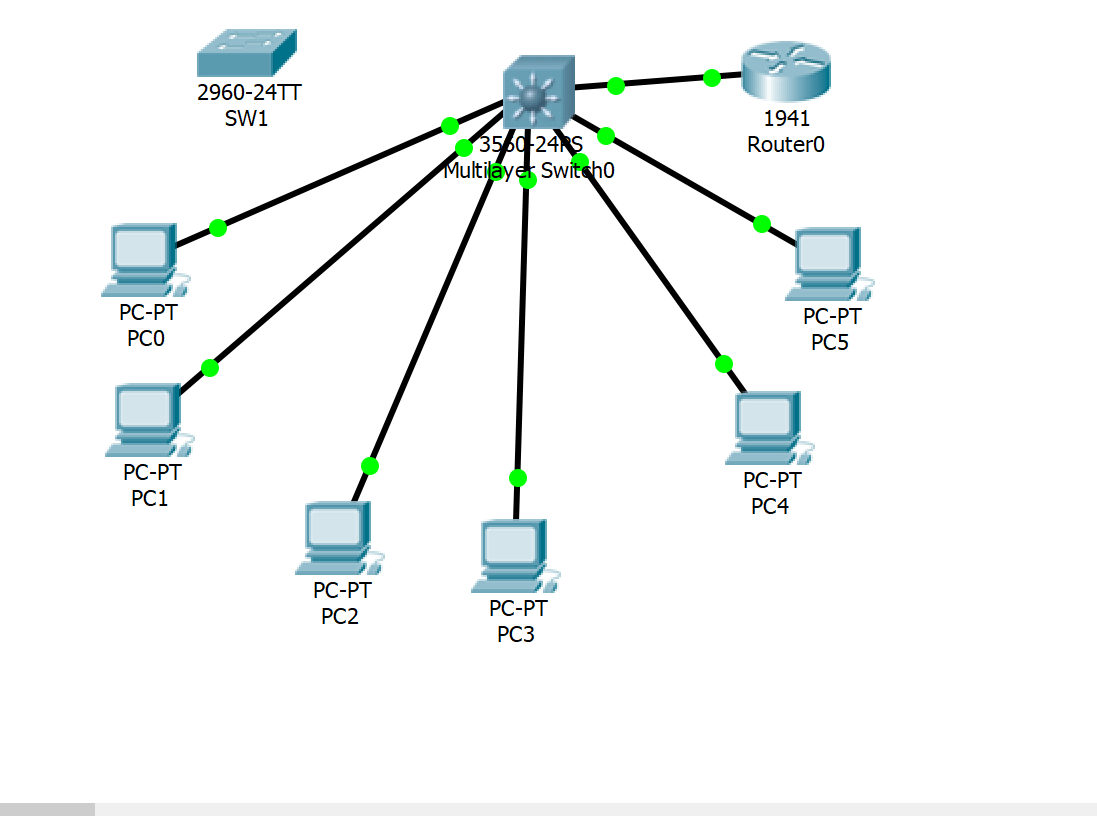 2960-24TT
SW1
3560-24PS
Multilayer Switch0
1941
Router0
PC-PT
PC0
PC-PT
PC5
PC-PT
PC1
PC-PT
PC4
PC-PT
PC2
PC-PT
PC3